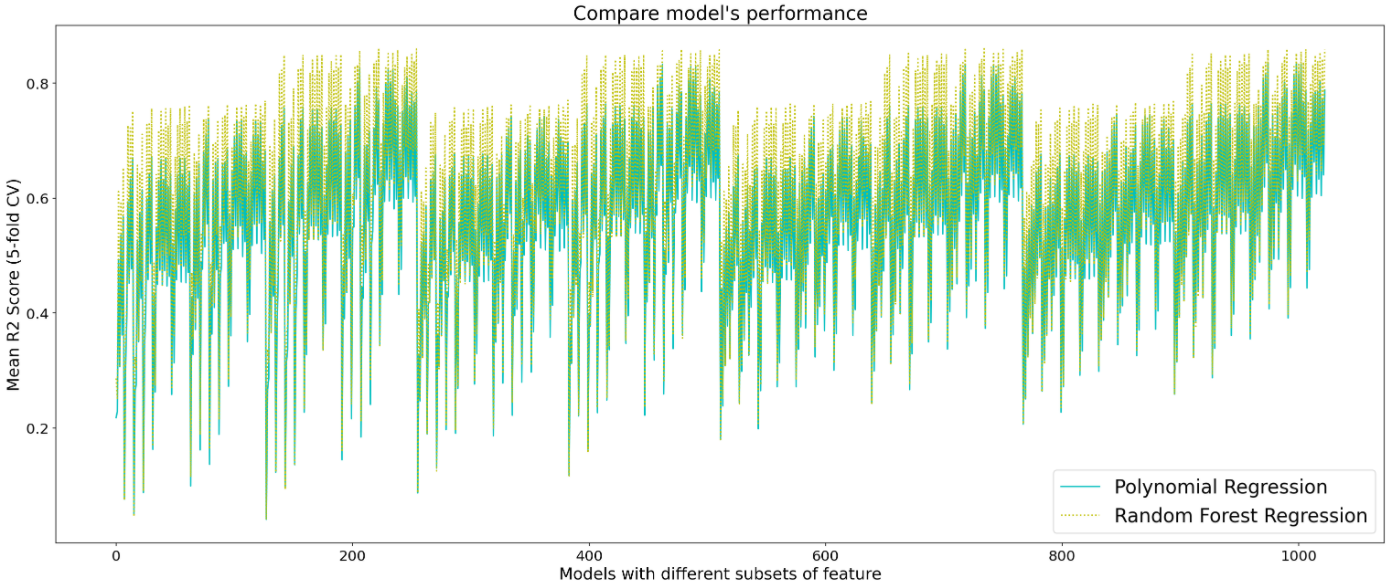 Compare model's performance
Mean R2 Score (5-fold CV)
0.8
0.6
0.4
0.2
0 200 400 600 800 1000
Models with different subsets of feature
Polynomial Regression
Random Forest Regression